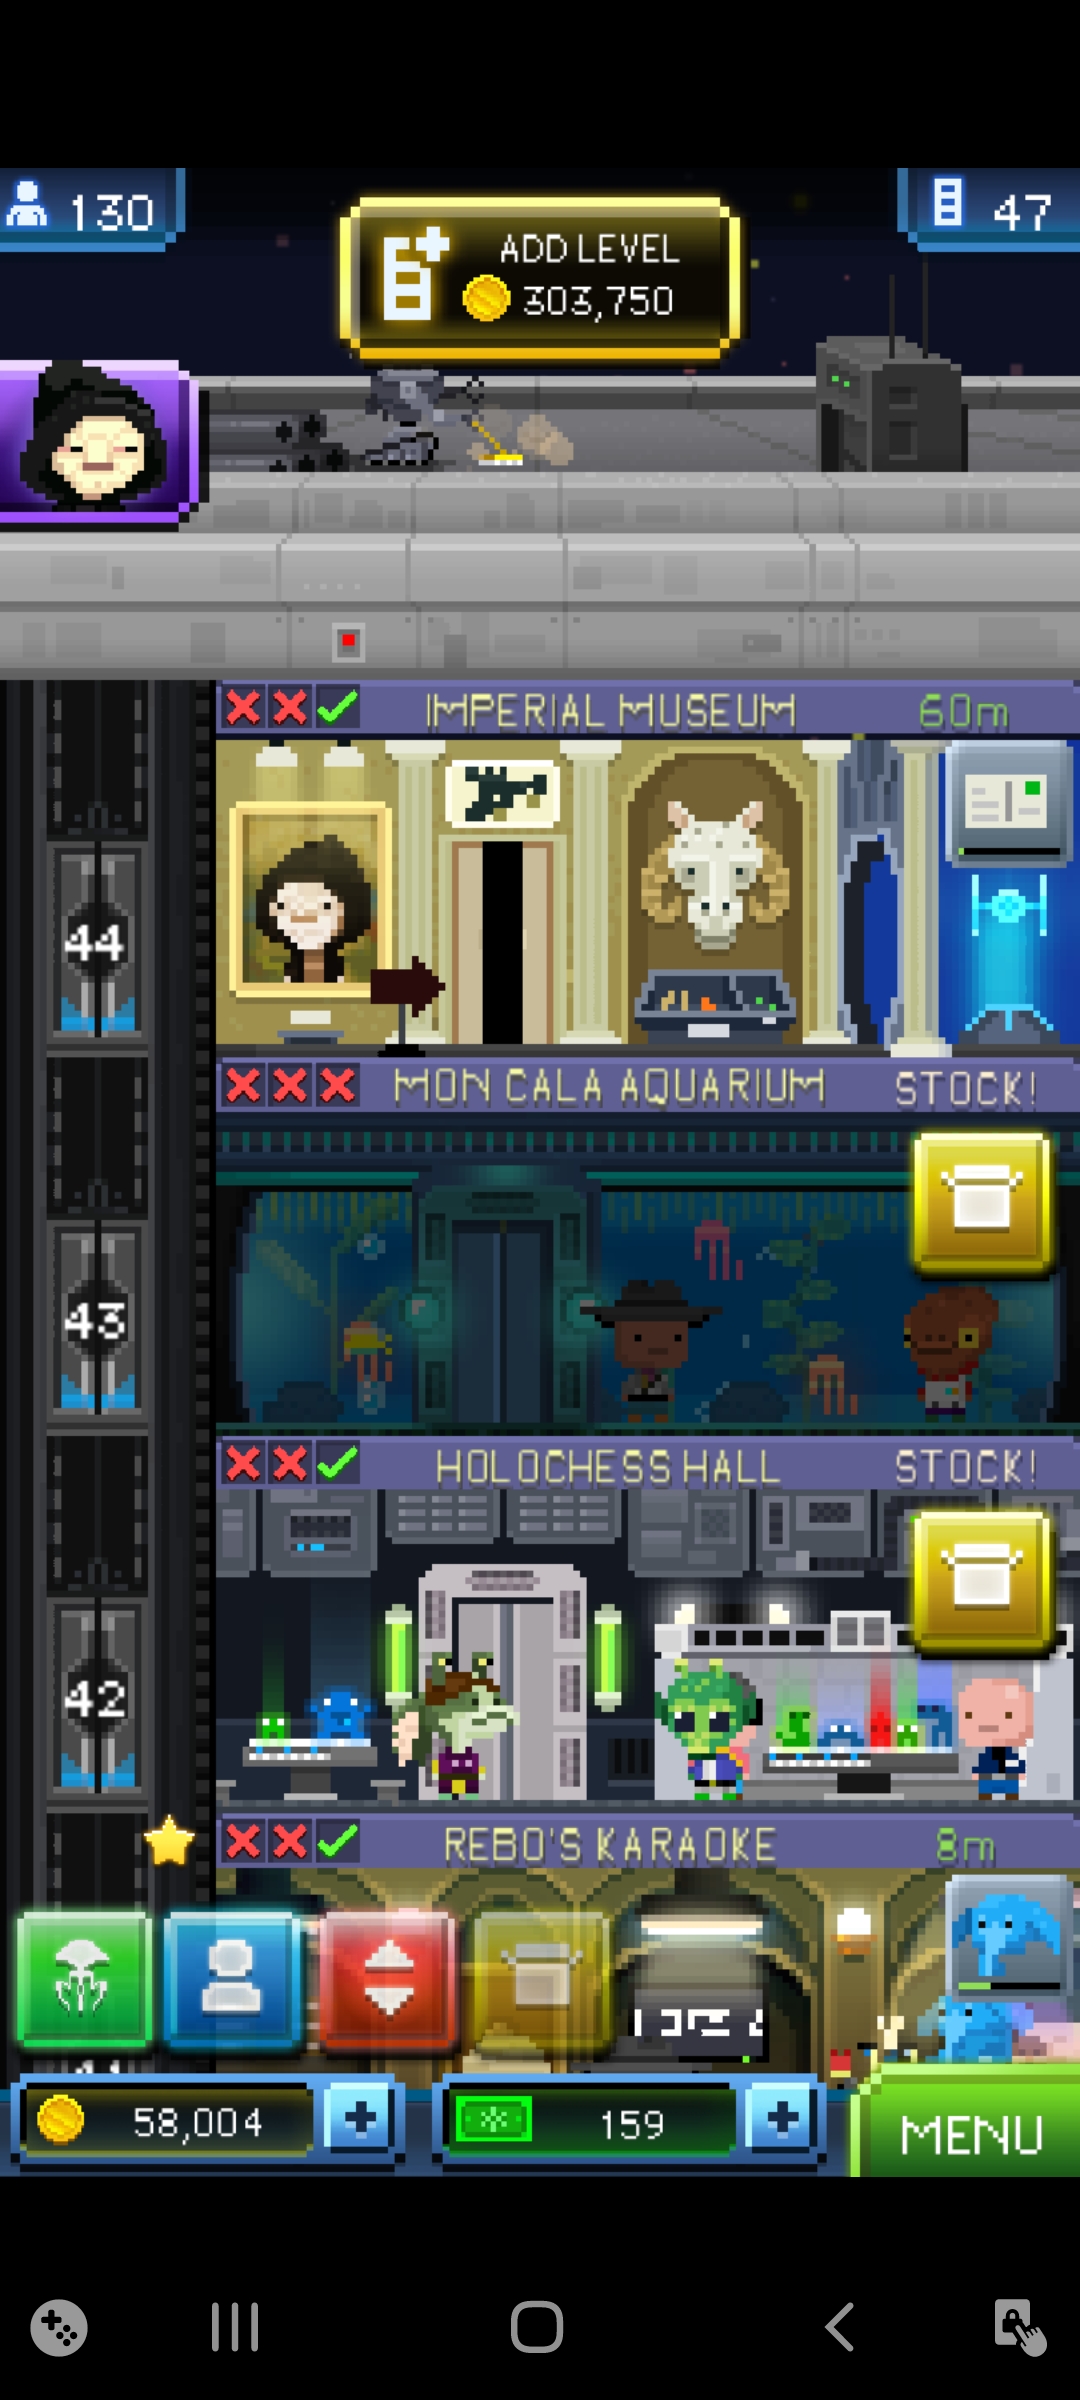 130
47
ADD LEVEL
303,750
IMPERIAL MUSEUM 60m
44
MON CALA AQUARIUM STOCK!
43
HOLOCHESS HALL STOCK!
42
REBO'S KARAOKE 8m
58,004
159
MENU